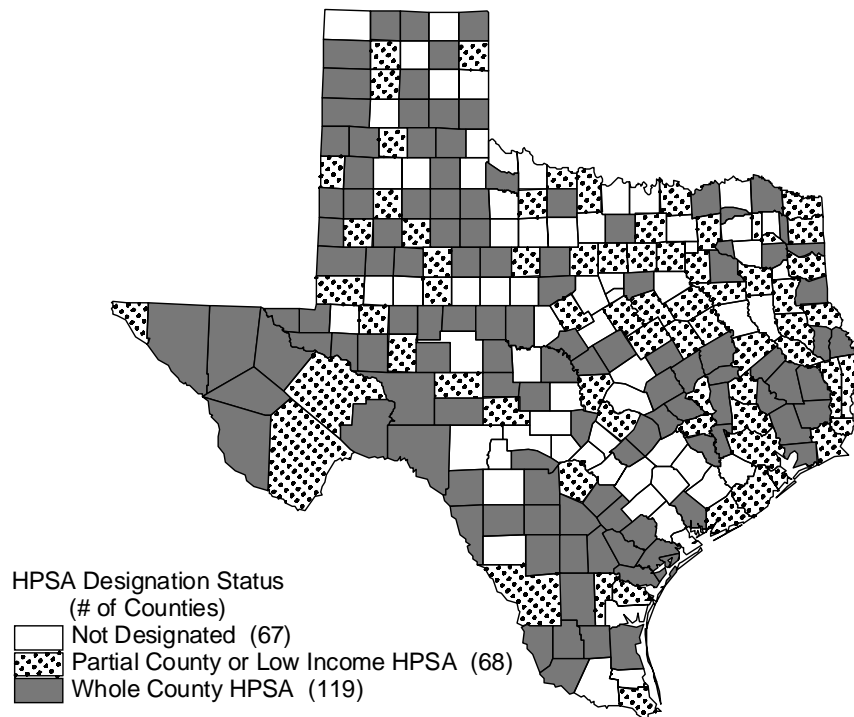 HPSA Designation Status
(# of Counties)
Not Designated (67)
Partial County or Low Income HPSA (68)
Whole County HPSA (119)